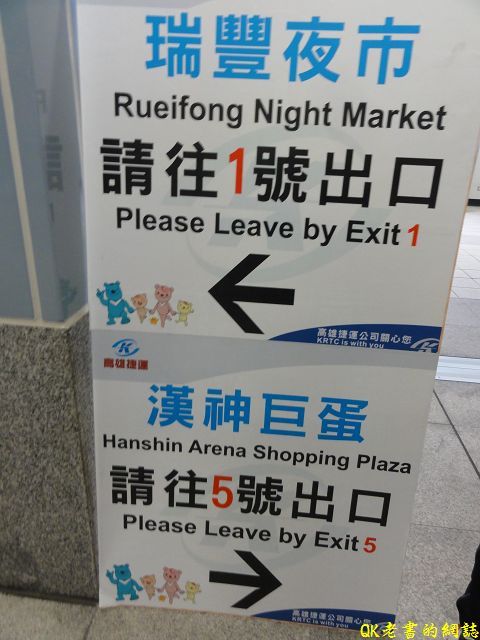 瑞豐夜市
Rueifong Night Market
請往1號出口
Please Leave by Exit 1
高雄捷運公司關心您
KRTC is with you
高雄捷運
漢神巨蛋
Hanshin Arena Shopping Plaza
請往5號出口
Please Leave by Exit 5
高雄捷運公司關心您
KRTC is with you
QK老書的網誌